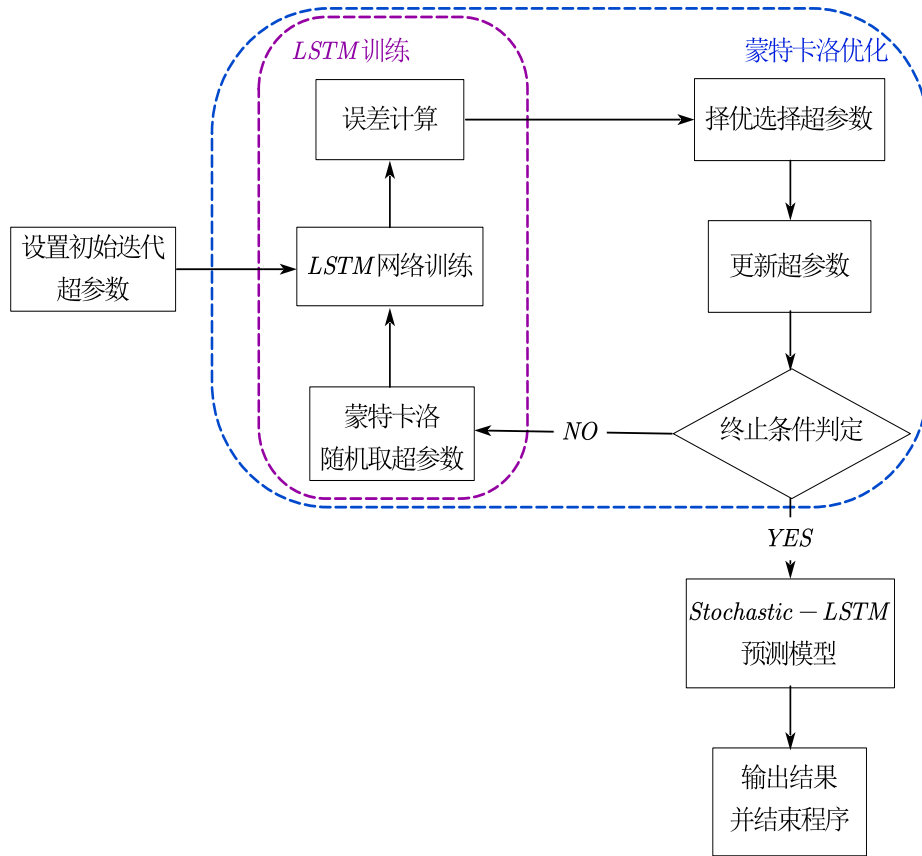 LSTM训练
蒙特卡洛优化
误差计算
择优选择超参数
设置初始迭代
超参数
LSTM网络训练
更新超参数
蒙特卡洛
随机取超参数
NO
终止条件判定
YES
Stochastic-LSTM
预测模型
输出结果
并结束程序